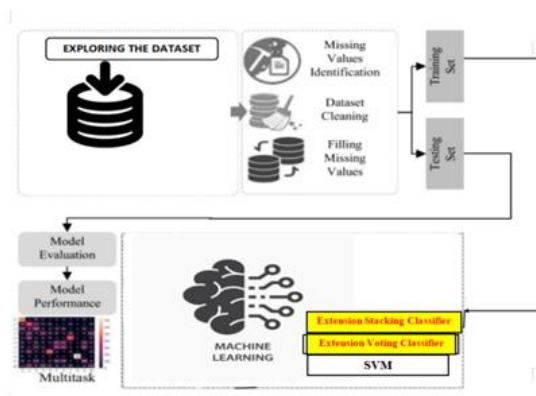 EXPLORING THE DATASET
Missing
Values
Identification
Dataset
Cleaning
Filling
Missing
Values
Training
Set
Testing
Set
Model
Evaluation
Model
Performance
Multitask
MACHINE
LEARNING
Extension Stacking Classifier
Extension Voting Classifier
SVM